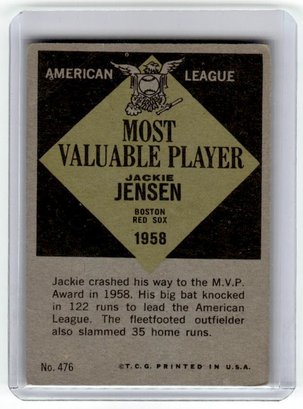 AMERICAN LEAGUE
MOST
VALUABLE PLAYER
JACKIE
JENSEN
BOSTON
RED SOX
1958
Jackie crashed his way to the M.V.P.
Award in 1958. His big bat knocked
in 122 runs to lead the American
League. The fleetfooted outfielder
also slammed 35 home runs.
No. 476 ©T.C.G. PRINTED IN U.S.A.